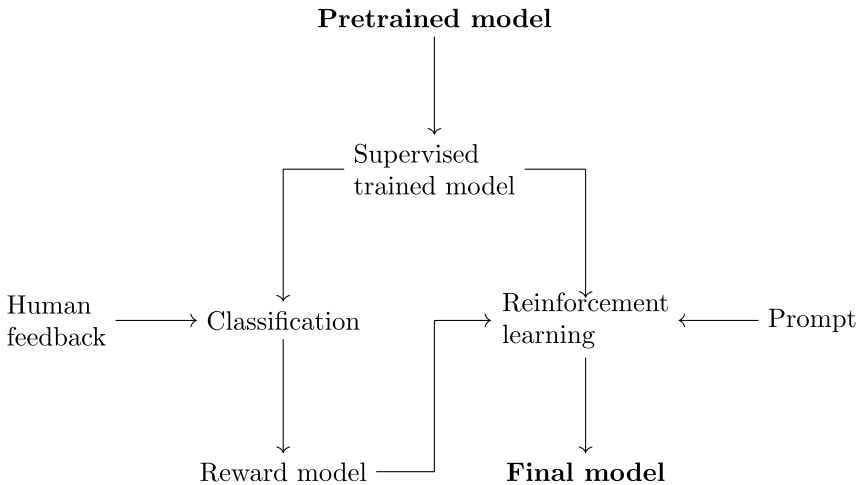 Pretrained model
Supervised
trained model
Human
feedback
Classification
Reinforcement
learning
Prompt
Reward model
Final model